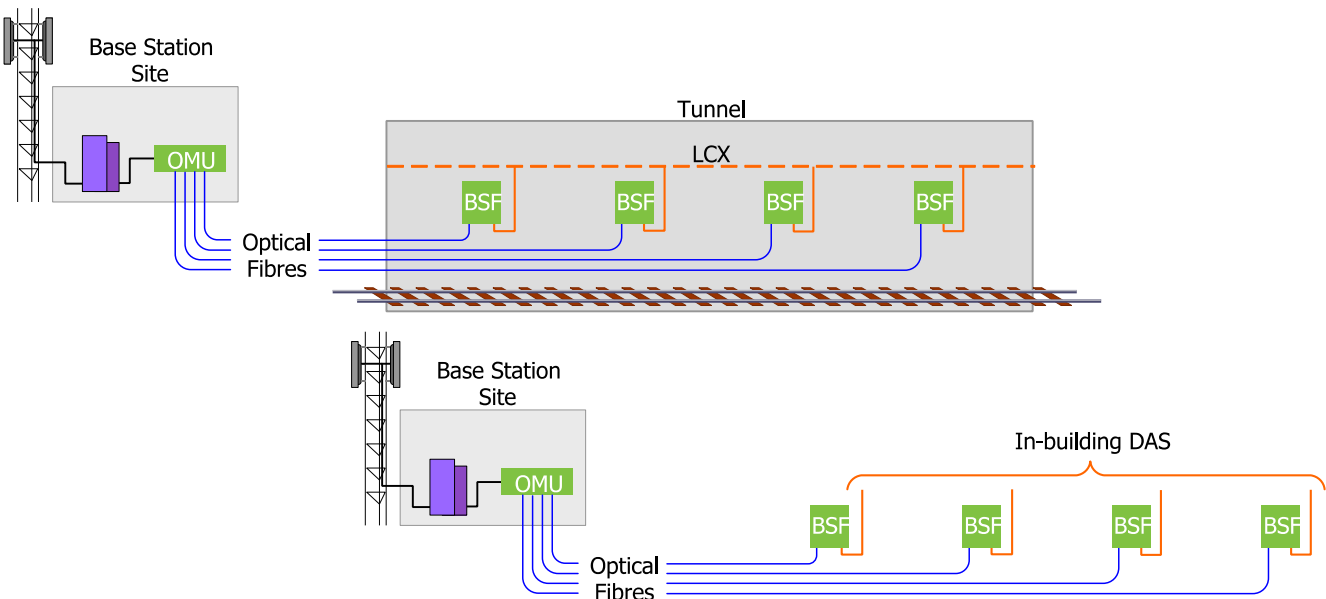 Base Station
Site
OMU
Tunnel
LCX
BSF BSF BSF BSF
Optical
Fibres
Base Station
Site
OMU
In-building DAS
BSF BSF BSF BSF
Optical
Fibres